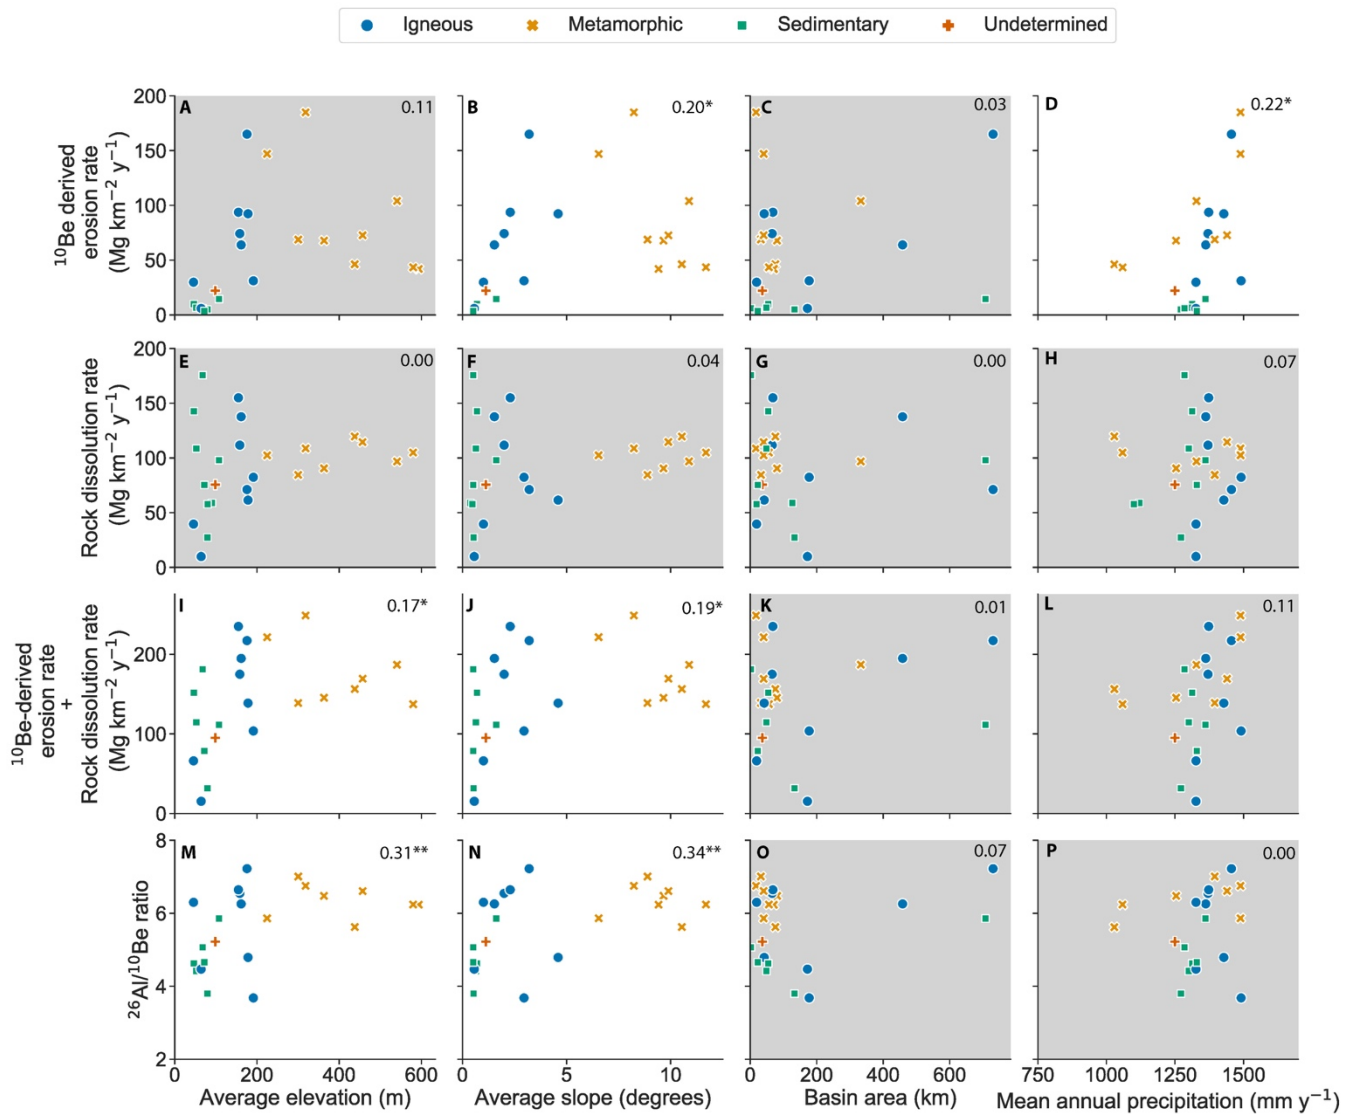 Igneous Metamorphic Sedimentary Undetermined
200 A 0.11 B 0.20* C 0.03 D 0.22*
150
100
50
0
¹⁰Be derived
erosion rate
(Mg km⁻² y⁻¹)
200 E 0.00 F 0.04 G 0.00 H 0.07
150
100
50
0
Rock dissolution rate
(Mg km⁻² y⁻¹)
I 0.17* J 0.19* K 0.01 L 0.11
200
100
0
¹⁰Be-derived
erosion rate
+
Rock dissolution rate
(Mg km⁻² y⁻¹)
8 M 0.31** N 0.34** O 0.07 P 0.00
6
4
2
²⁶Al/¹⁰Be ratio
0 200 400 600 0 5 10 0 200 400 600 750 1000 1250 1500
Average elevation (m) Average slope (degrees) Basin area (km) Mean annual precipitation (mm y⁻¹)